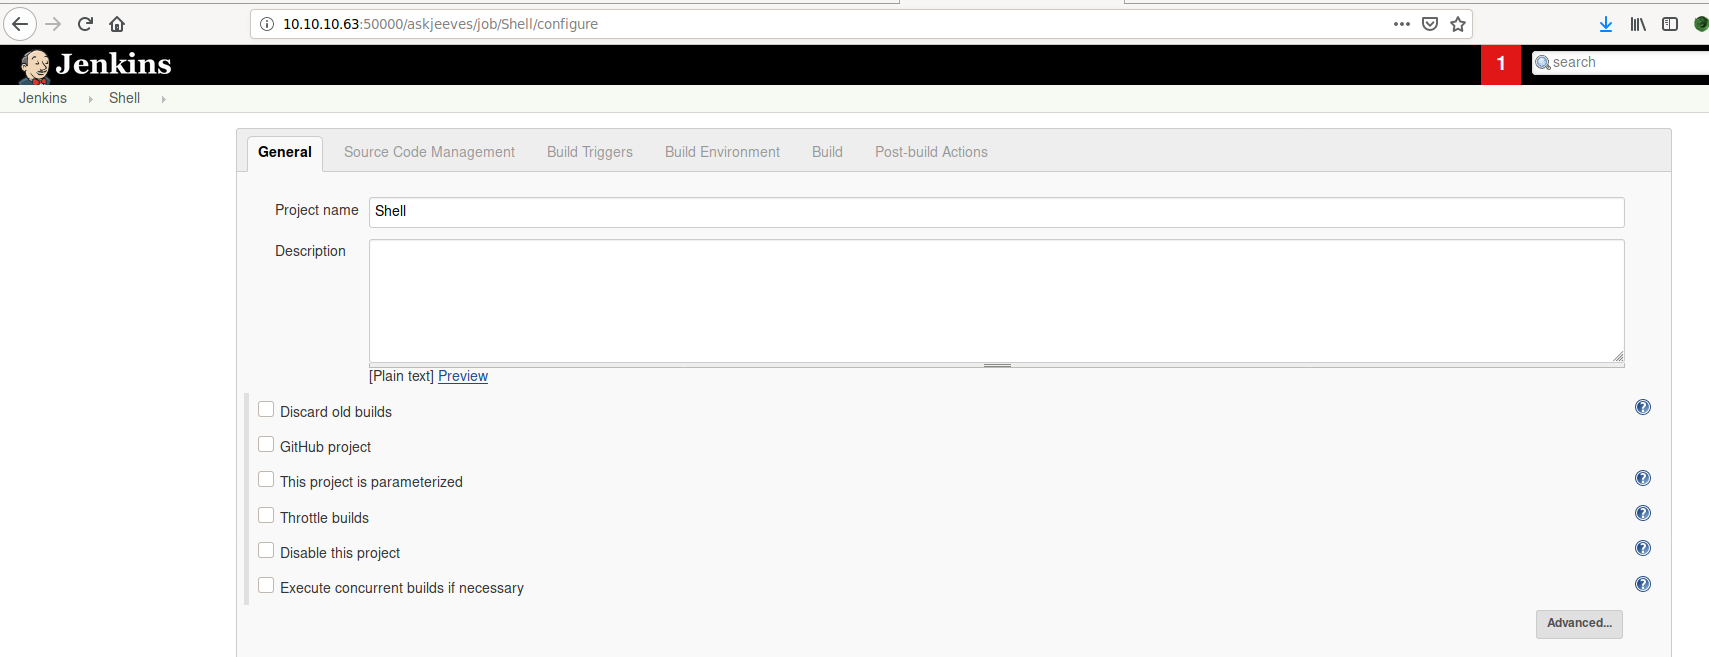 10.10.10.63:50000/askjeeves/job/Shell/configure
Jenkins
1
search
Jenkins Shell
General Source Code Management Build Triggers Build Environment Build Post-build Actions
Project name Shell
Description
[Plain text] Preview
Discard old builds
GitHub project
This project is parameterized
Throttle builds
Disable this project
Execute concurrent builds if necessary
Advanced...